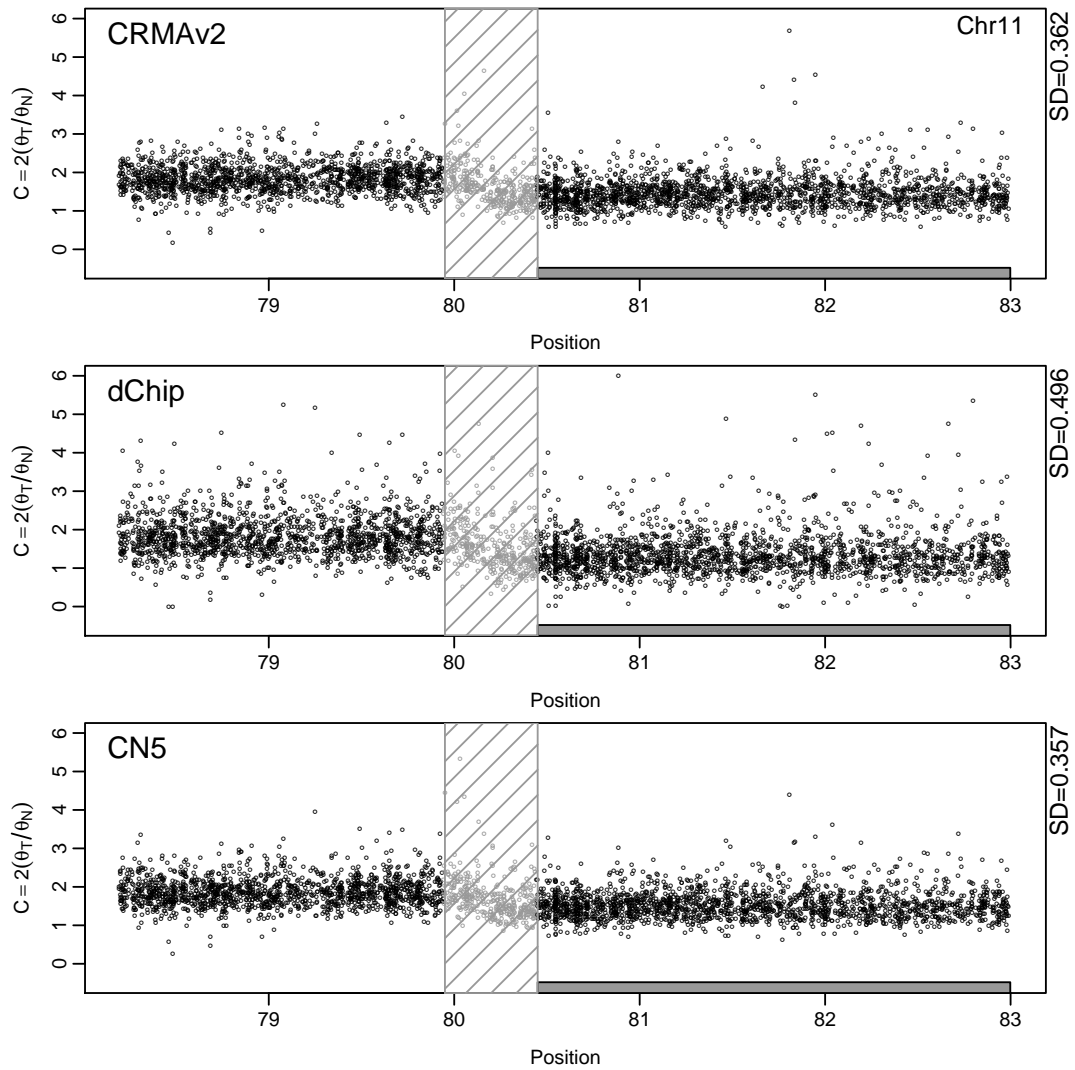 CRMAv2
Chr11
SD=0.362
C = 2(θT/θN)
6
5
4
3
2
1
0
79 80 81 82 83
Position
dChip
SD=0.496
C = 2(θT/θN)
6
5
4
3
2
1
0
79 80 81 82 83
Position
CN5
SD=0.357
C = 2(θT/θN)
6
5
4
3
2
1
0
79 80 81 82 83
Position